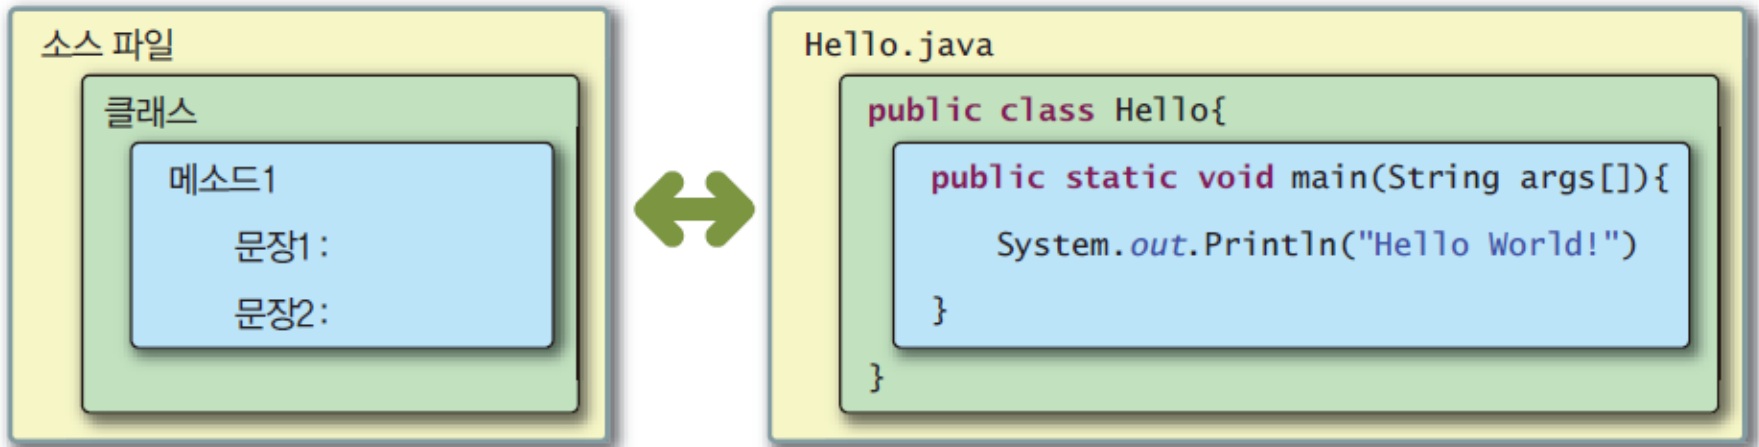 소스 파일
클래스
메소드1
문장1 :
문장2 :
Hello.java
public class Hello{
public static void main(String args[]){
System.out.Println("Hello World!")
}
}